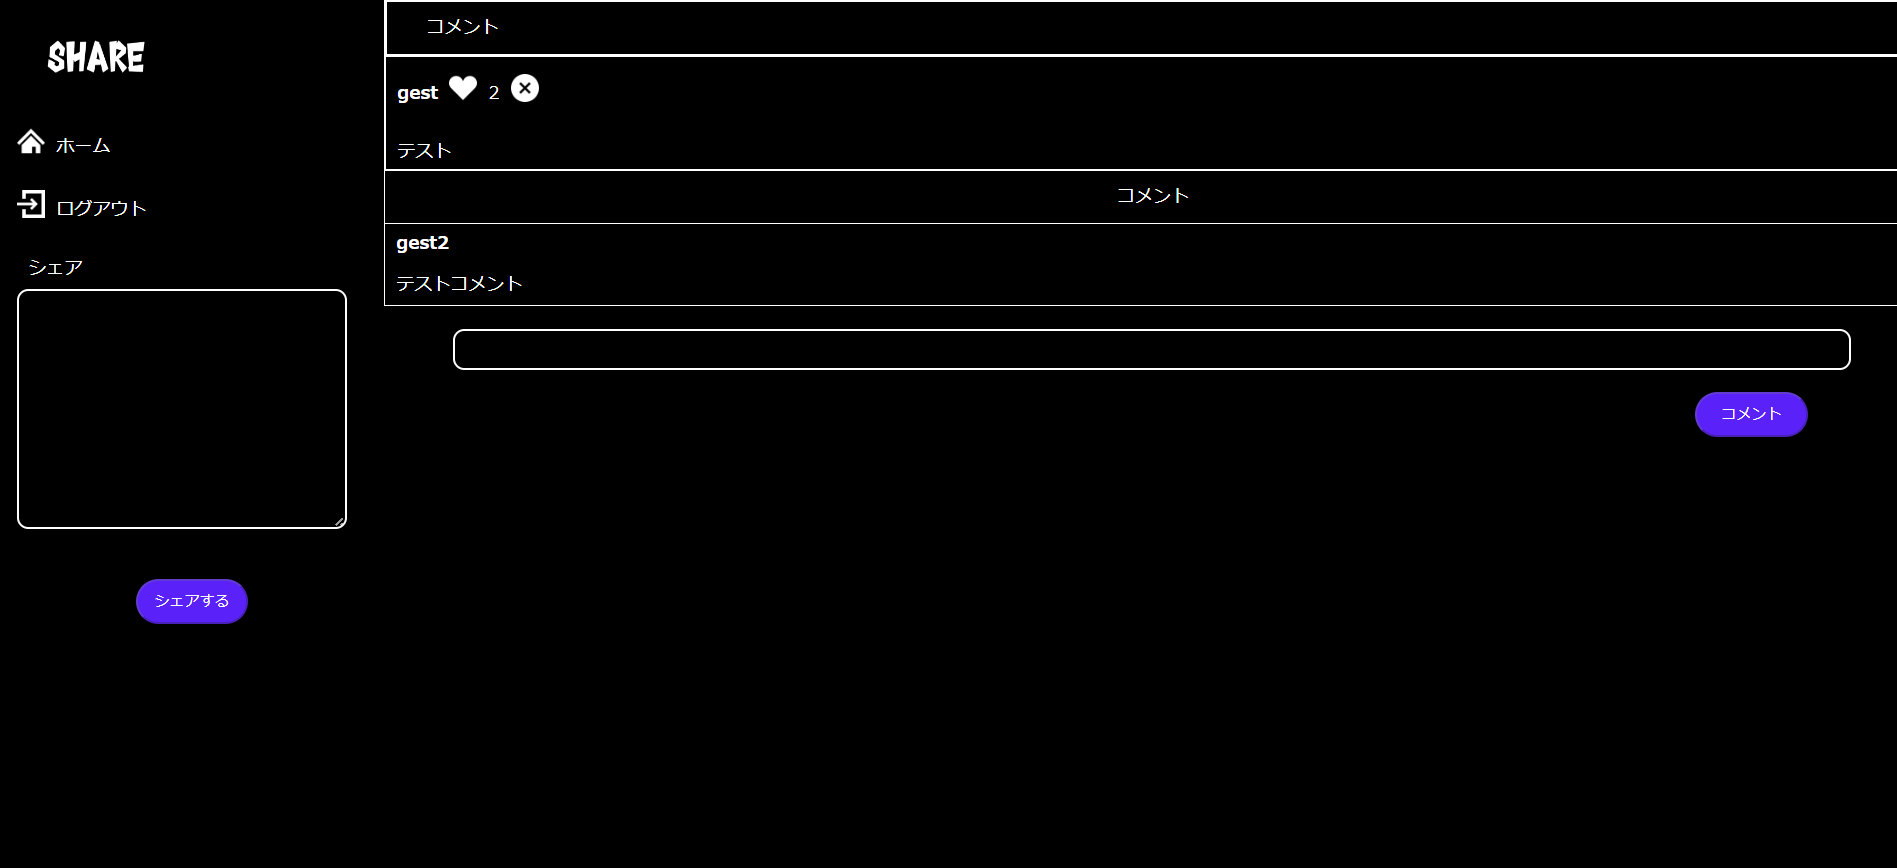 SHARE
ホーム
ログアウト
シェア
シェアする
コメント
gest 2
テスト
コメント
gest2
テストコメント
コメント